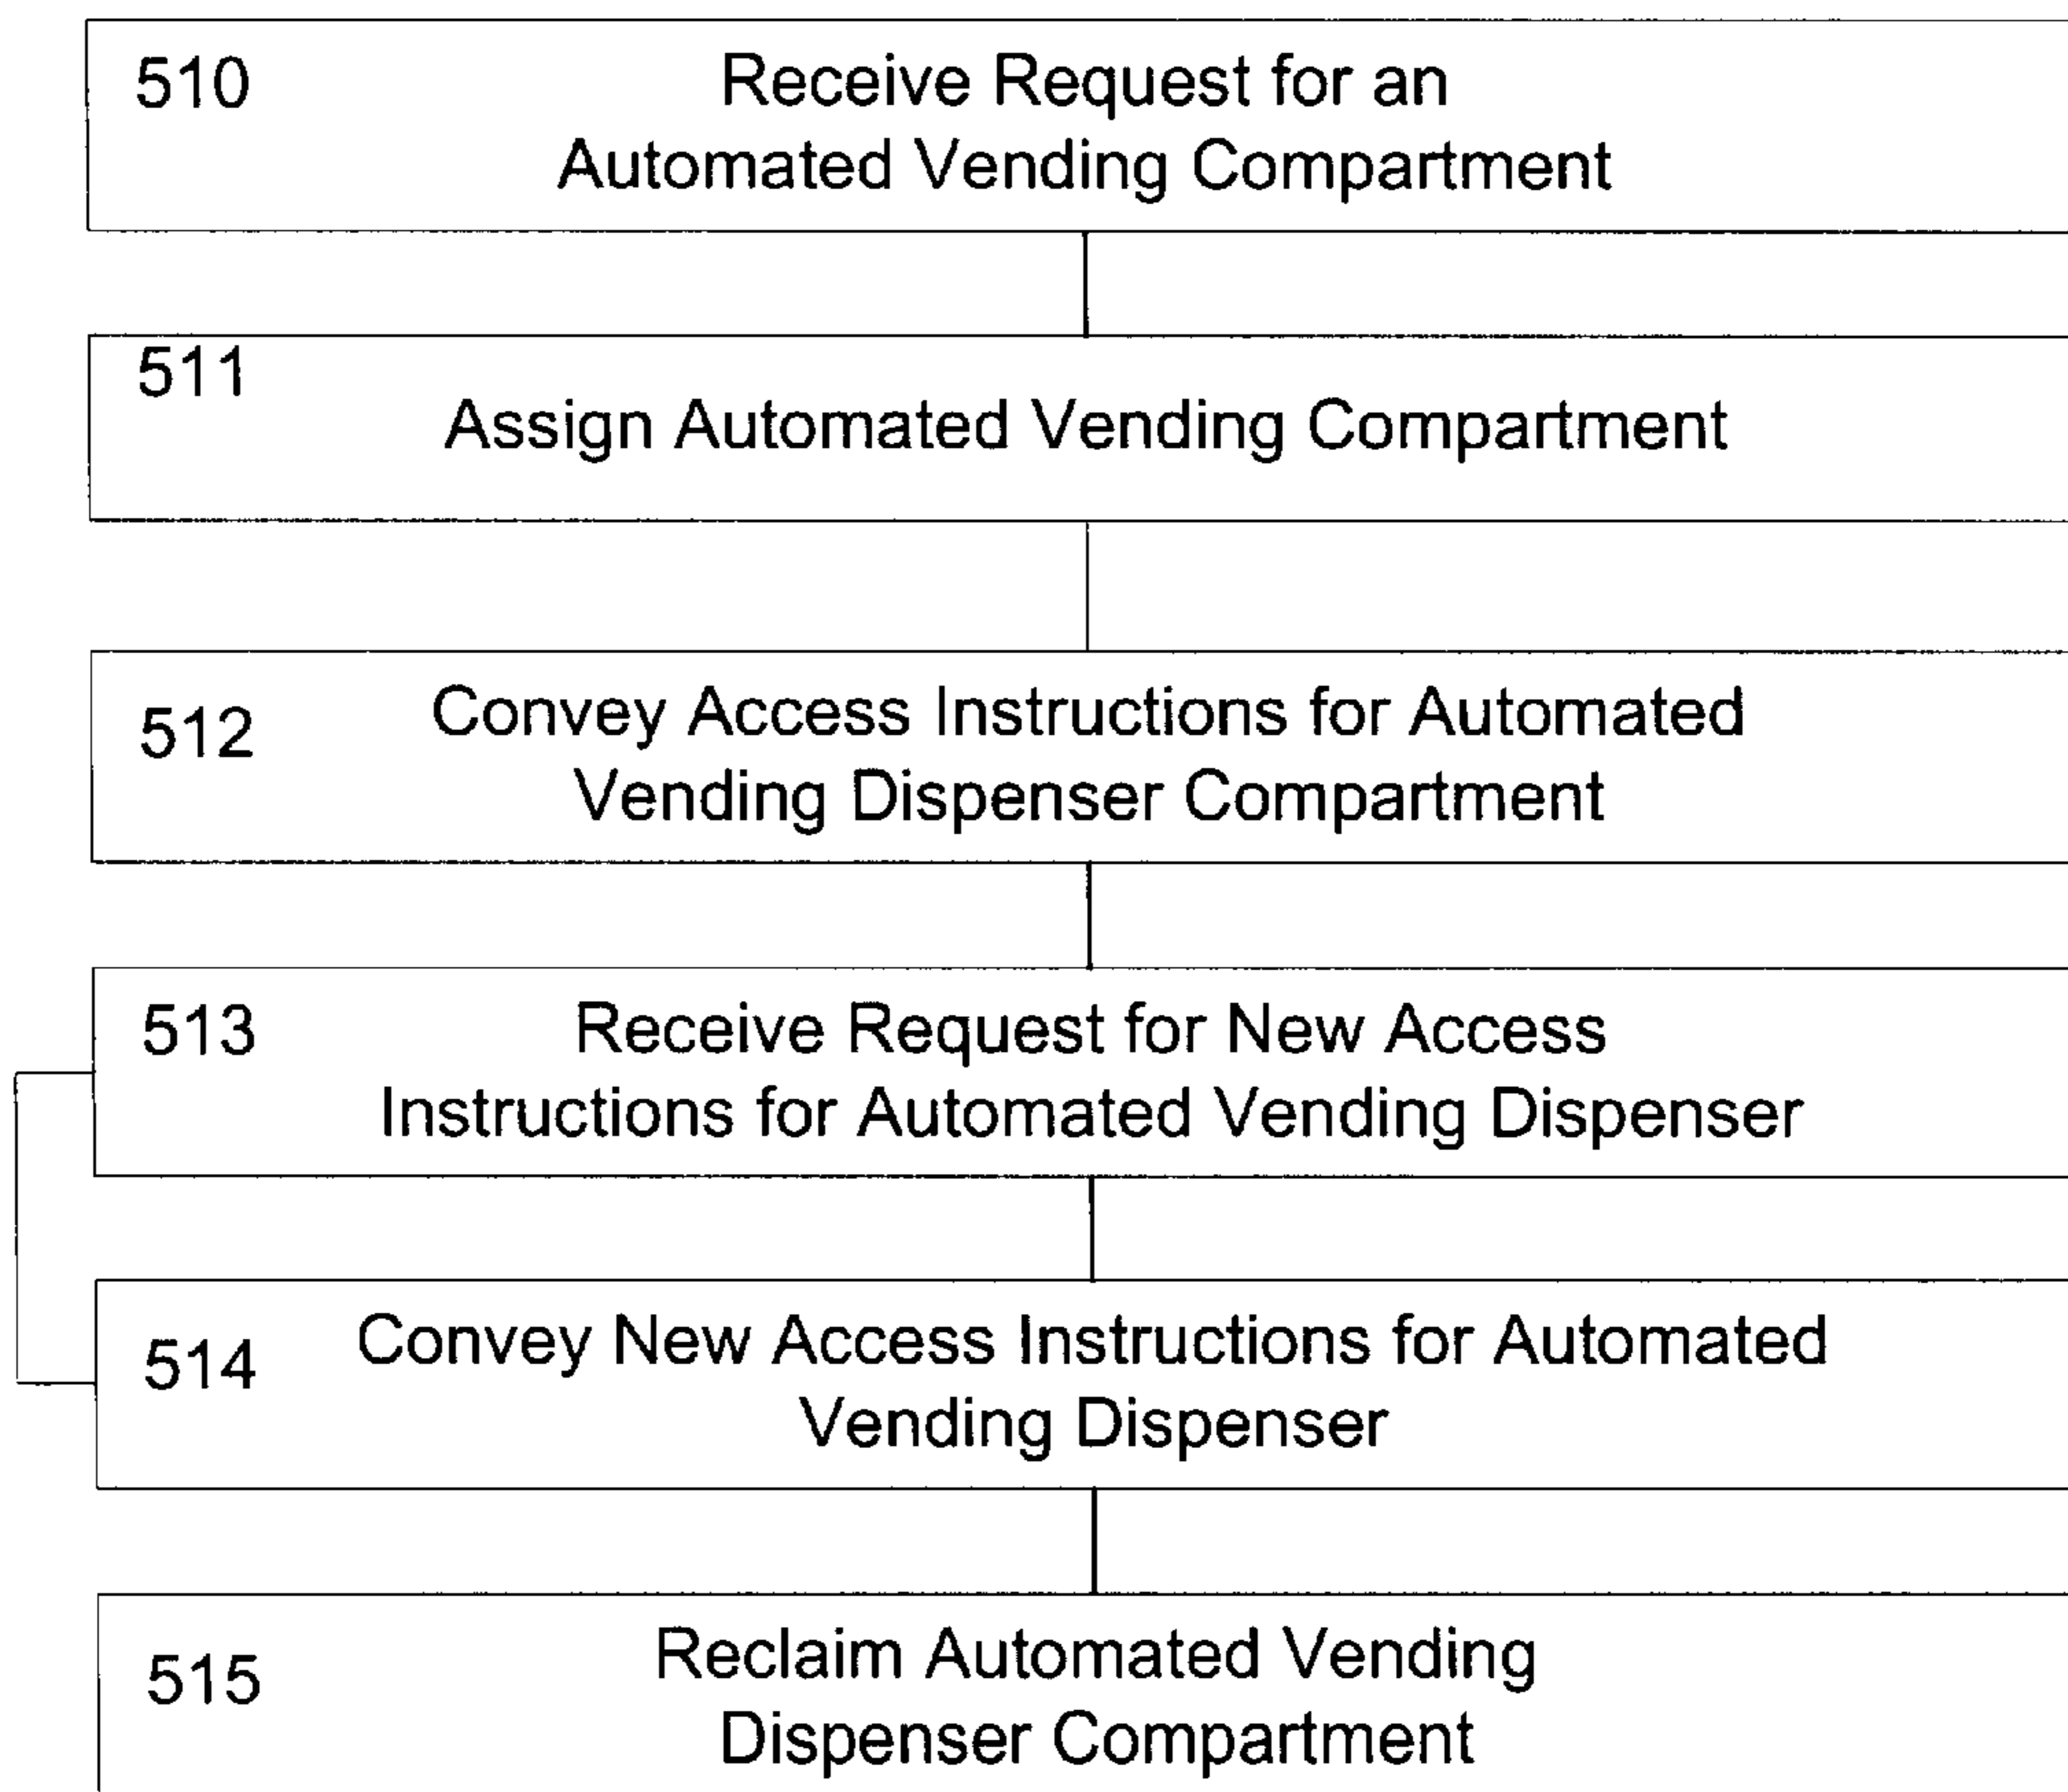 510
Receive Request for an
Automated Vending Compartment
511
Assign Automated Vending Compartment
512
Convey Access Instructions for Automated
Vending Dispenser Compartment
513
Receive Request for New Access
Instructions for Automated Vending Dispenser
514
Convey New Access Instructions for Automated
Vending Dispenser
515
Reclaim Automated Vending
Dispenser Compartment